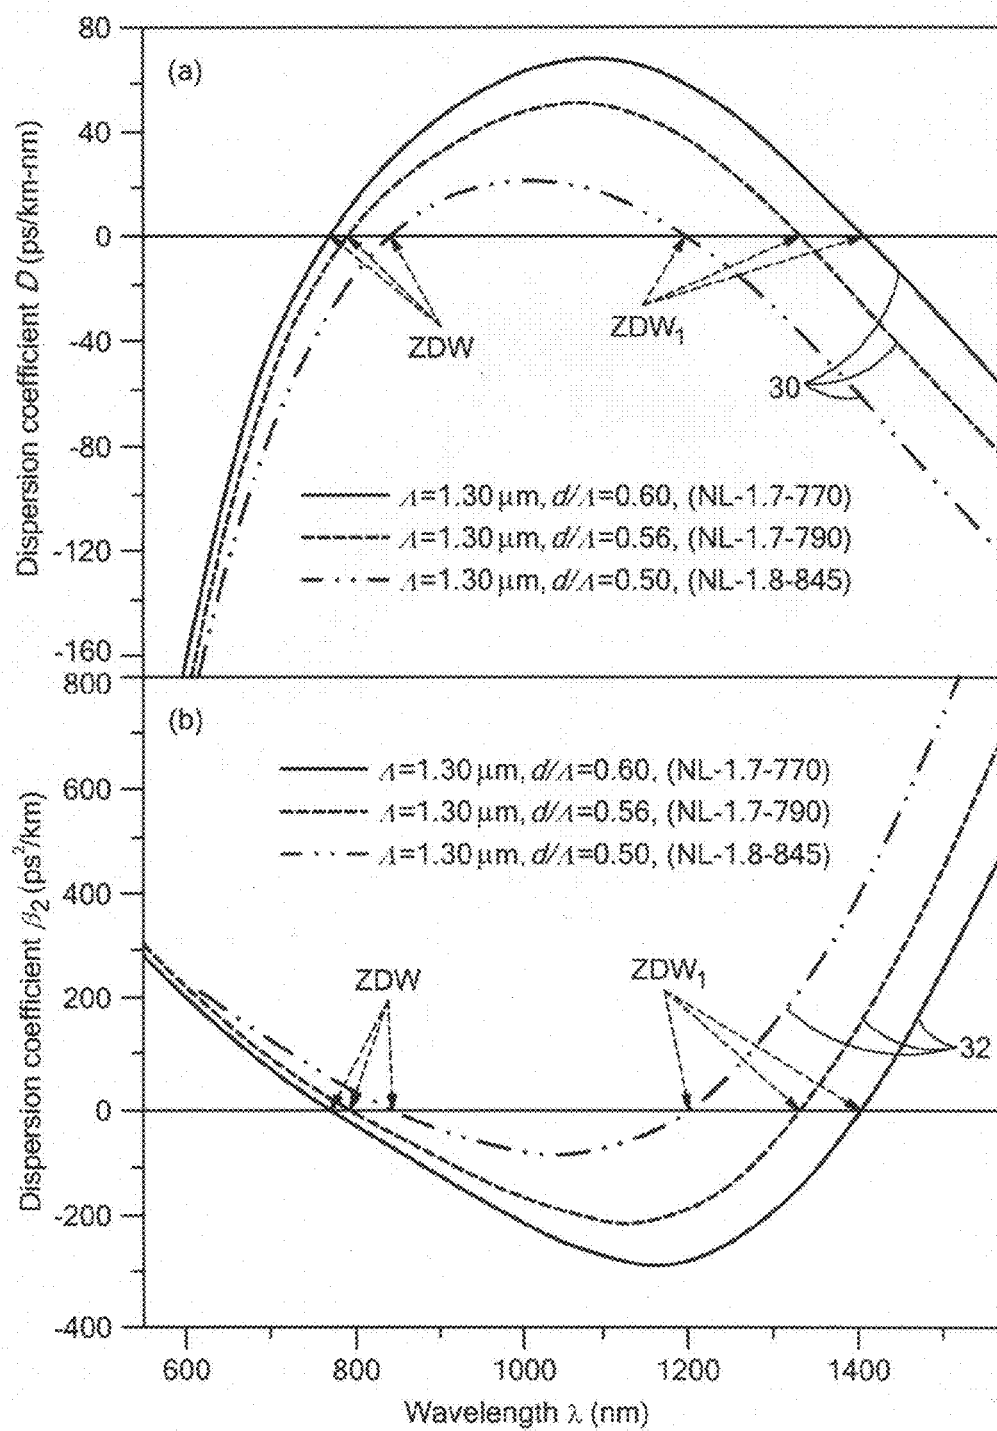 80
(a)
40
0
-40
-80
-120
-160
Dispersion coefficient D (ps/km-nm)
ZDW
ZDW₁
30
Λ=1.30 μm, d/Λ=0.60, (NL-1.7-770)
Λ=1.30 μm, d/Λ=0.56, (NL-1.7-790)
Λ=1.30 μm, d/Λ=0.50, (NL-1.8-845)
800
(b)
600
400
200
0
-200
-400
Dispersion coefficient β₂ (ps²/km)
Λ=1.30 μm, d/Λ=0.60, (NL-1.7-770)
Λ=1.30 μm, d/Λ=0.56, (NL-1.7-790)
Λ=1.30 μm, d/Λ=0.50, (NL-1.8-845)
ZDW
ZDW₁
32
600 800 1000 1200 1400
Wavelength λ (nm)